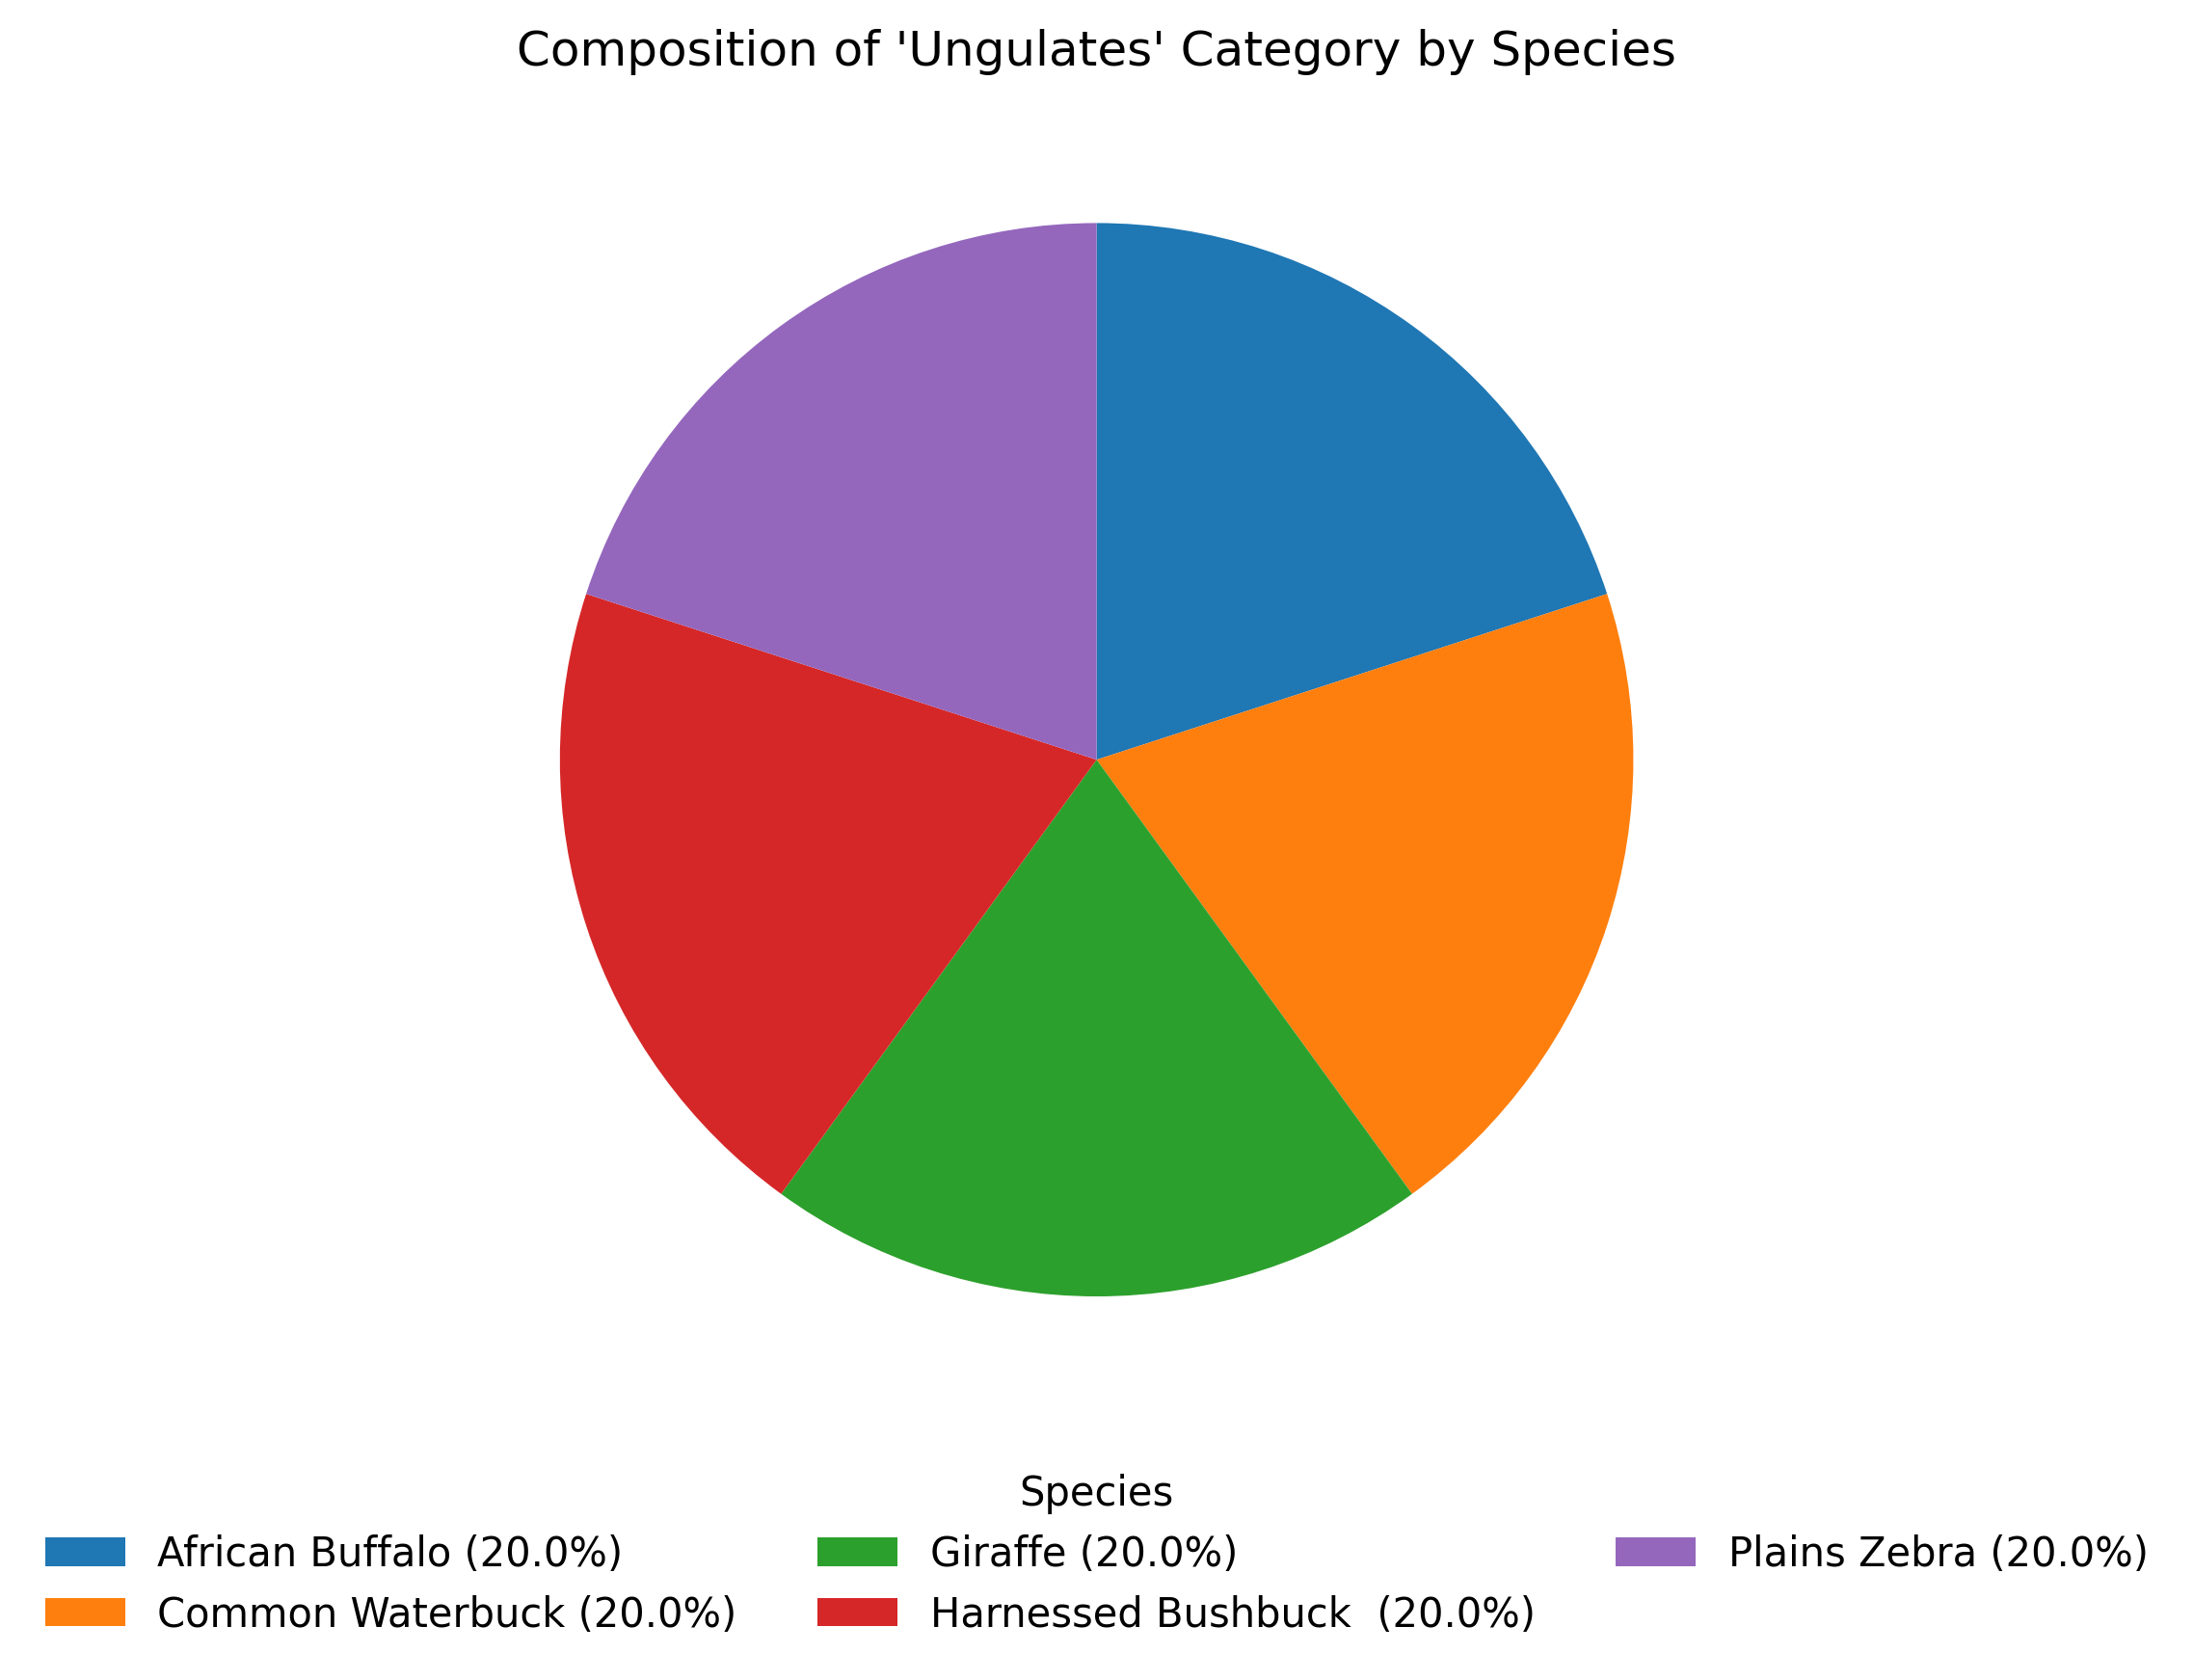 Composition of 'Ungulates' Category by Species
Species
African Buffalo (20.0%)
Common Waterbuck (20.0%)
Giraffe (20.0%)
Harnessed Bushbuck  (20.0%)
Plains Zebra (20.0%)